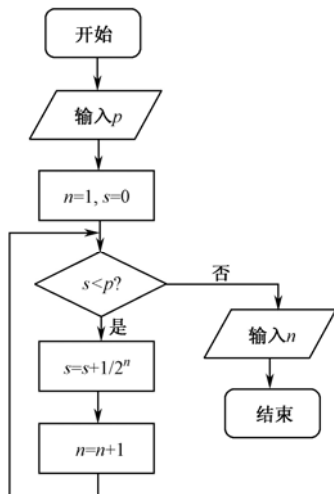 开始
输入p
n=1, s=0
s<p?
否
是
s=s+1/2ⁿ
输入n
n=n+1
结束